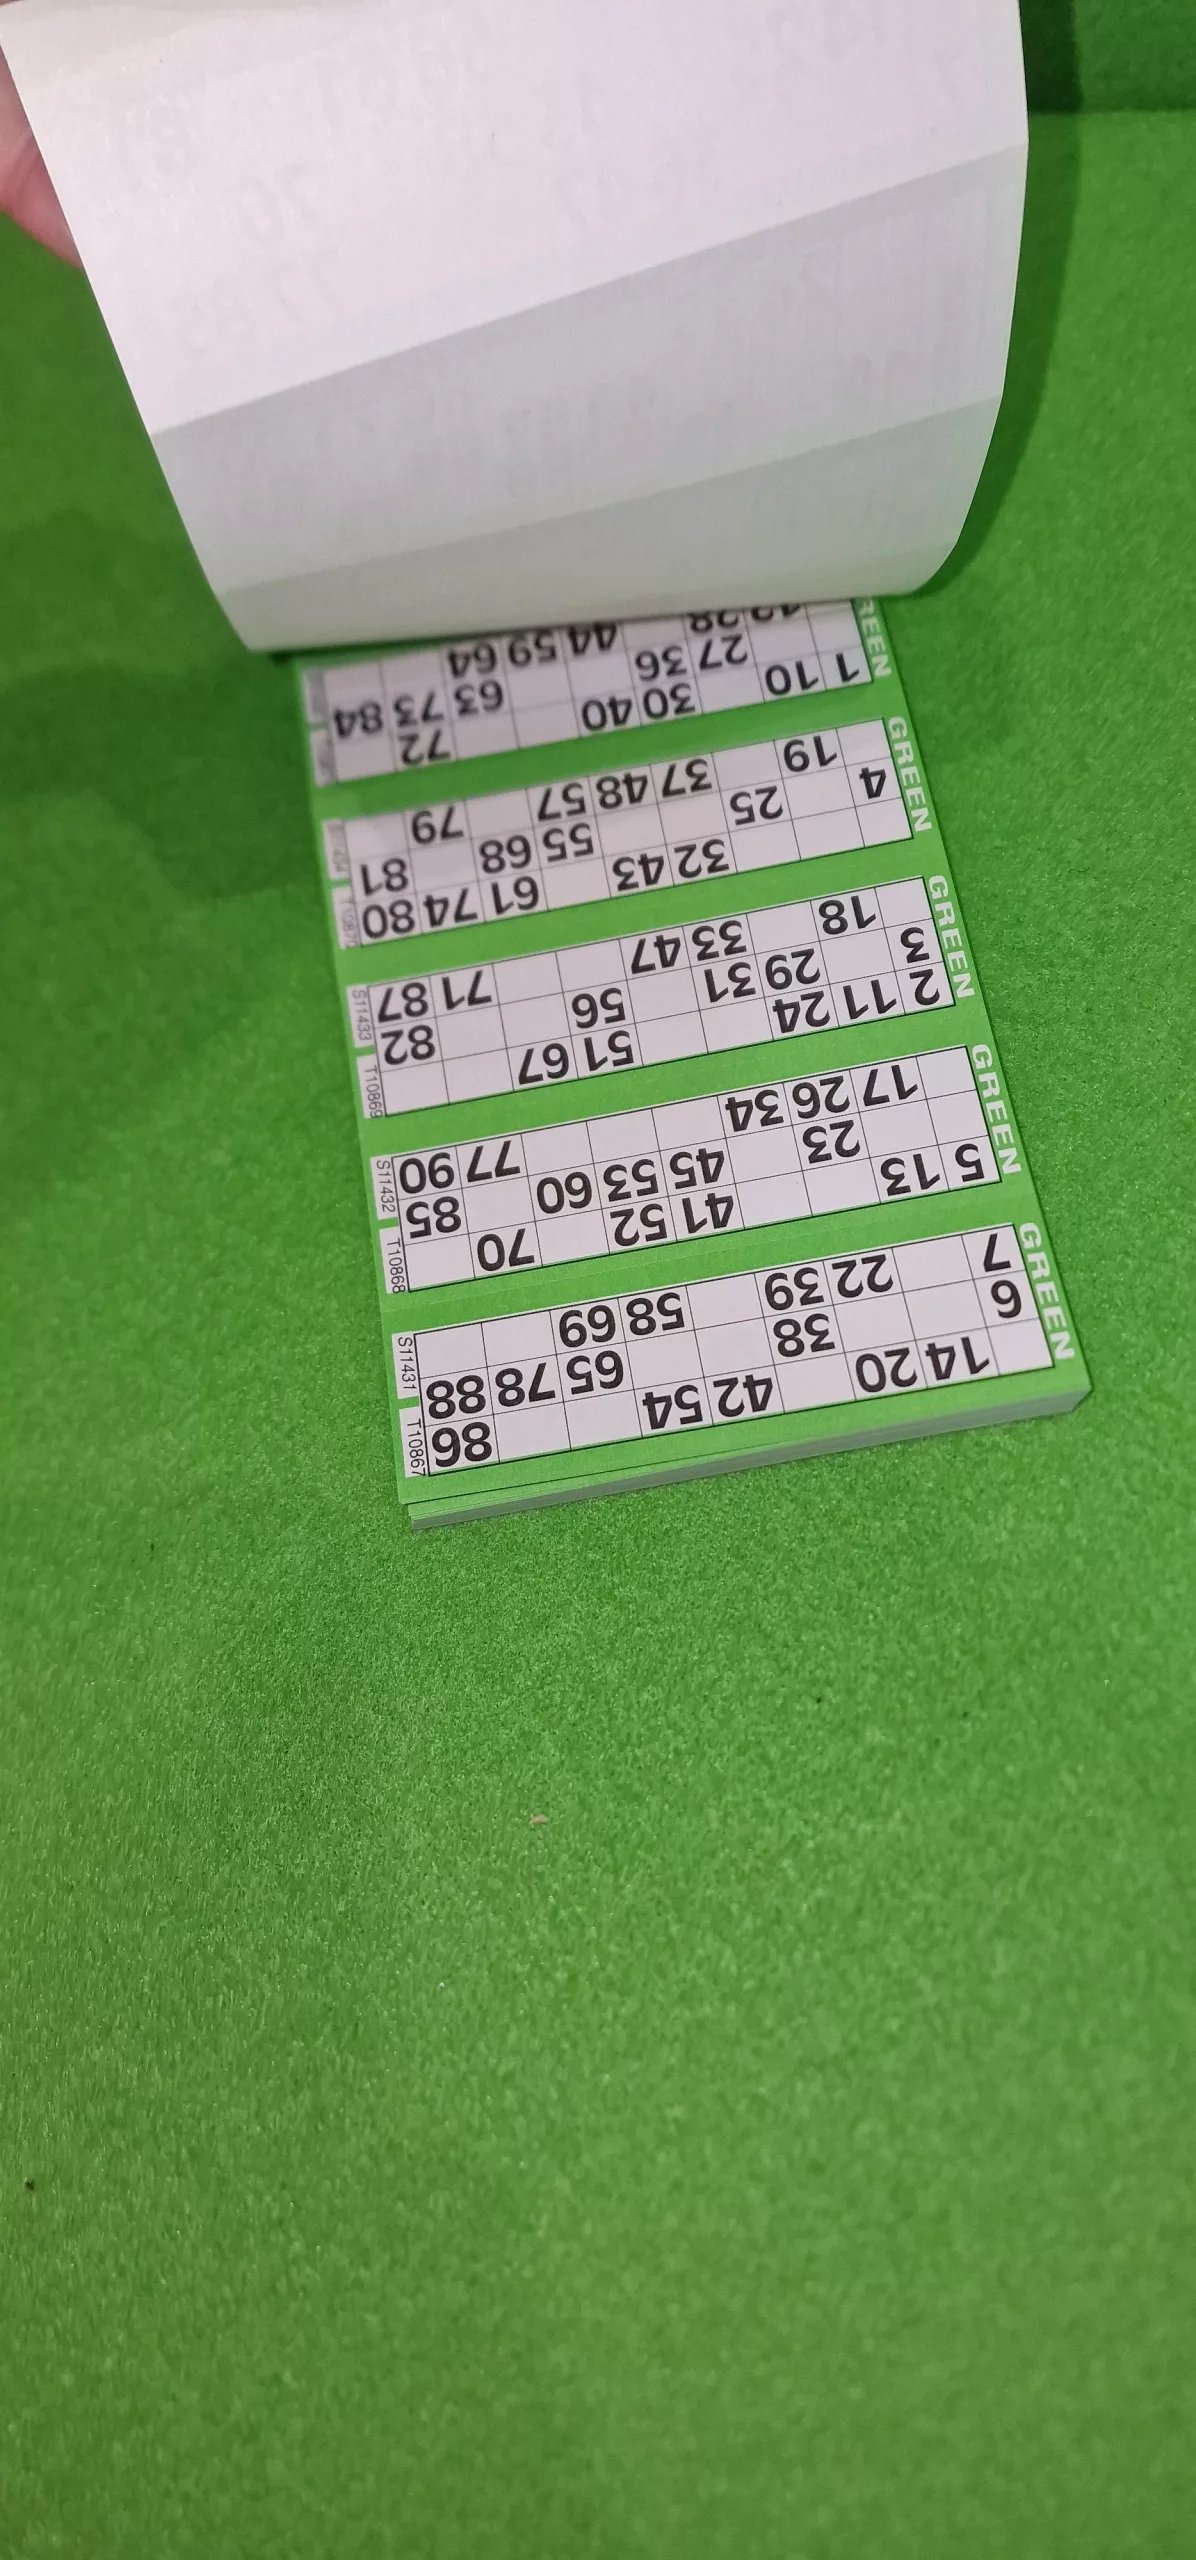 GREEN
14 20 42 54 86
6 38 65 78 88
7 22 39 58 69
T10867 S11431
GREEN
5 13 41 52 70
23 45 53 60 85
17 26 34 77 90
T10868 S11432
GREEN
2 11 24 51 67
3 29 31 56 82
18 33 47 71 87
T10869 S11433
GREEN
32 43 61 74 80
4 25 55 68 81
19 37 48 57 79
T10870
GREEN
1 10 30 40 72
27 36 63 73 84
28 44 59 64